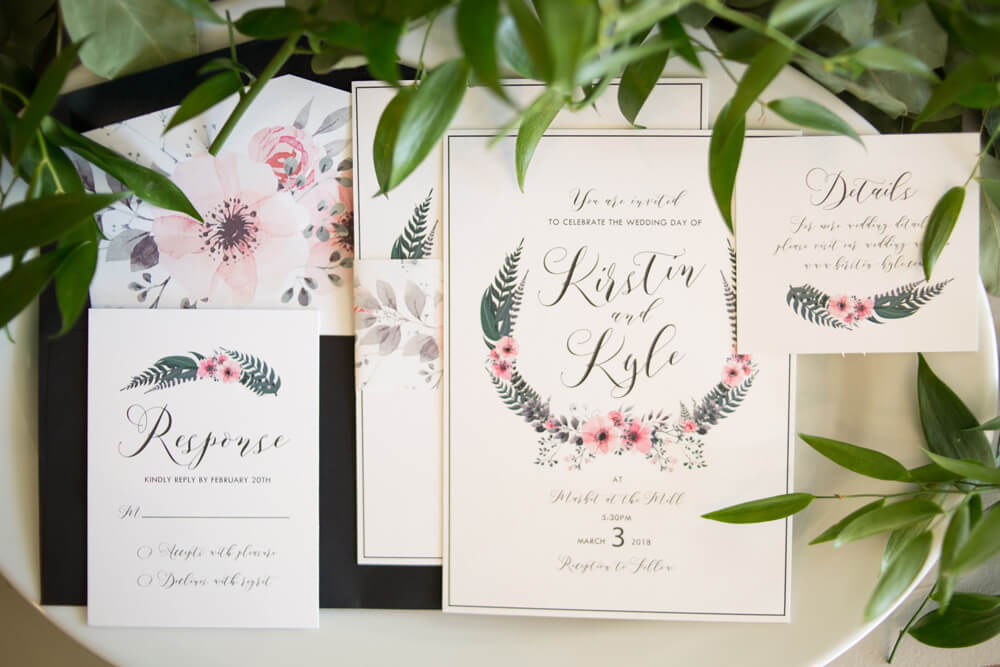 Response
KINDLY REPLY BY FEBRUARY 20TH
M
Accepts with pleasure
Declines with regret
You are invited
TO CELEBRATE THE WEDDING DAY OF
Kirstin
and
Kyle
AT
Market at the Mill
5:30PM
MARCH 3 2018
Reception to Follow
Details
For more wedding details
please visit our wedding